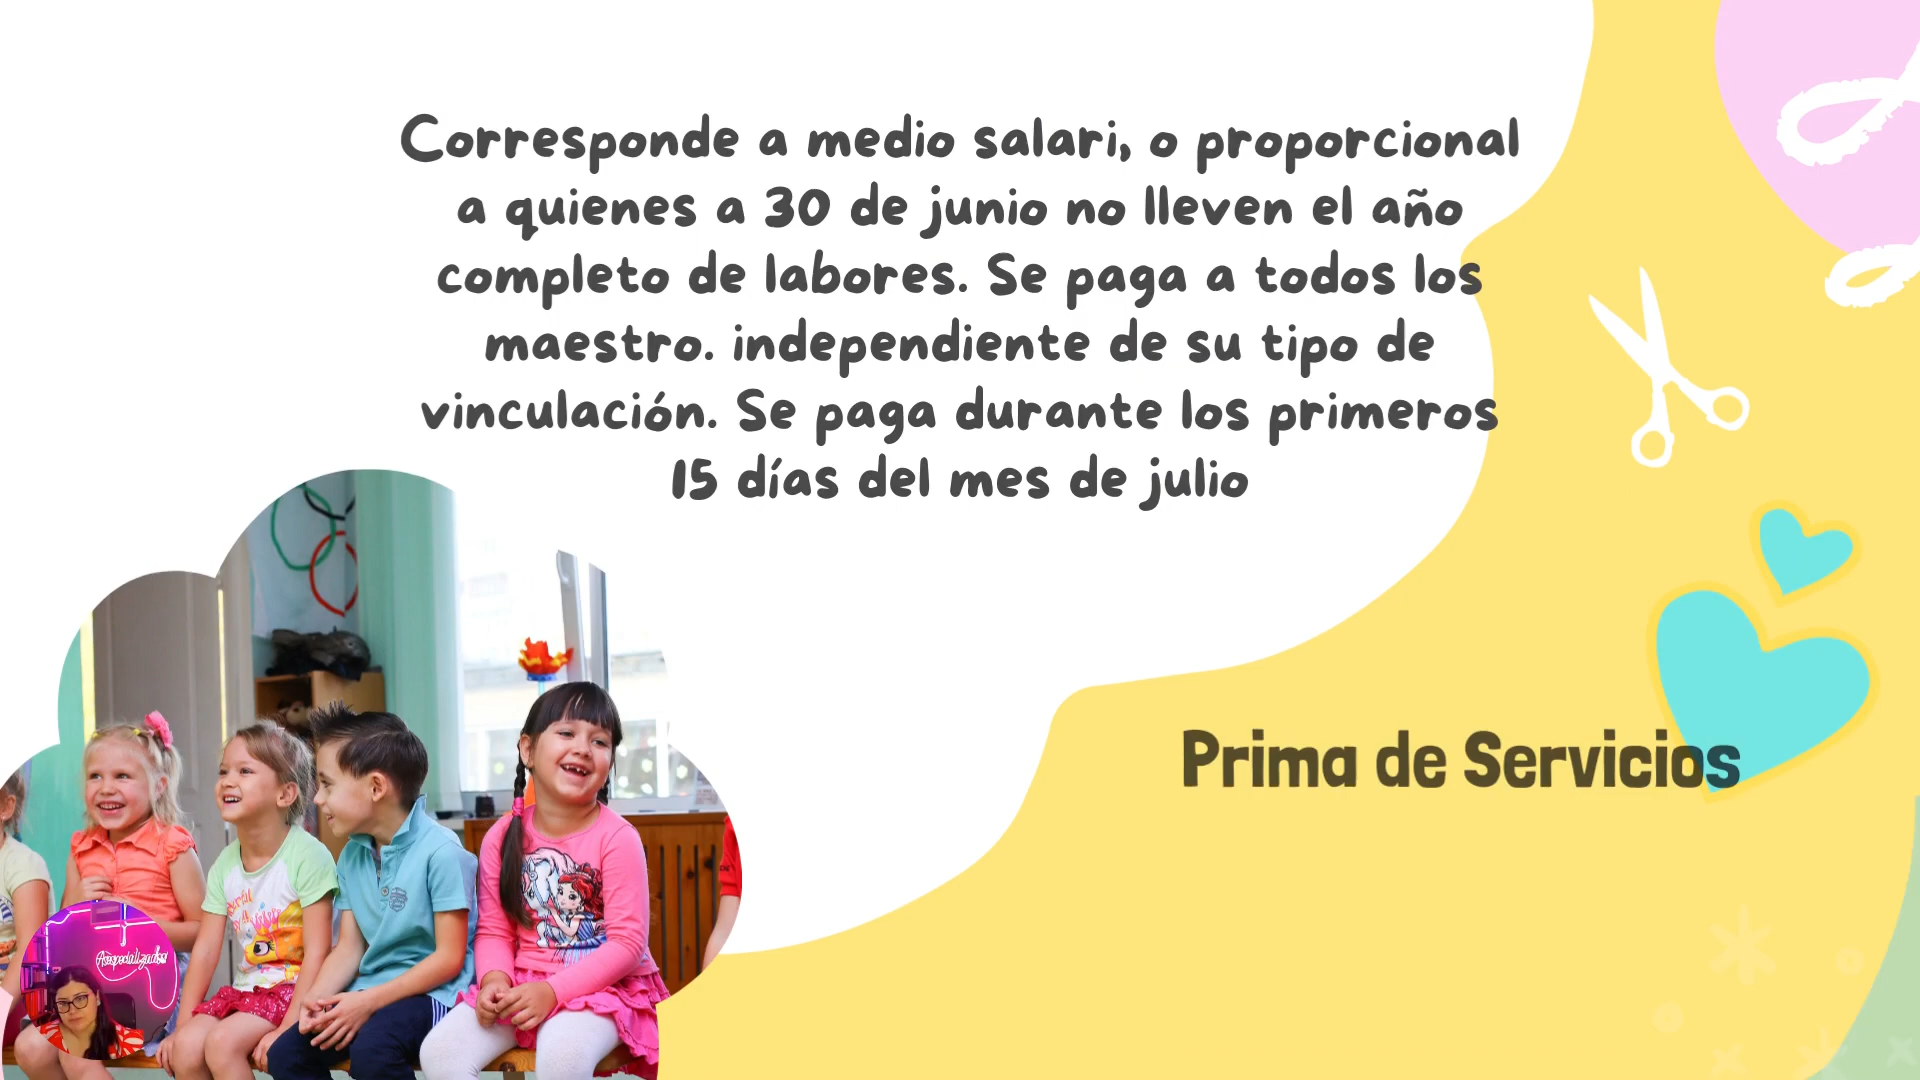 Corresponde a medio salari, o proporcional
a quienes a 30 de junio no lleven el año
completo de labores. Se paga a todos los
maestro. independiente de su tipo de
vinculación. Se paga durante los primeros
15 días del mes de julio
Prima de Servicios